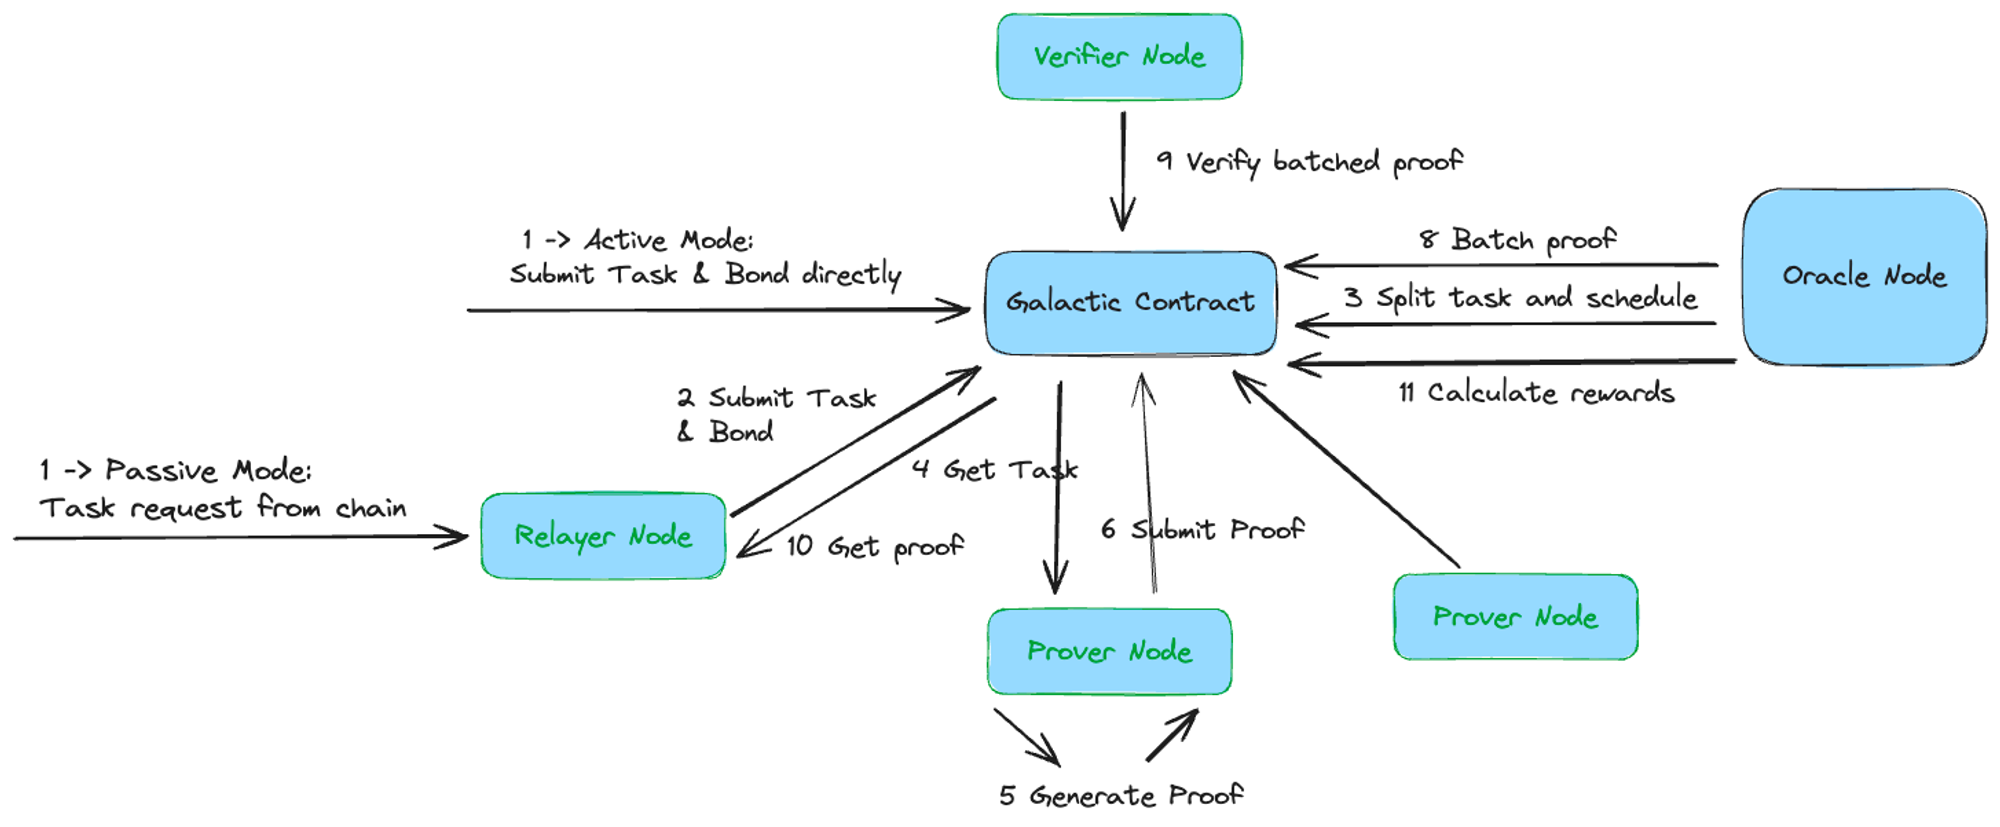 Verifier Node
9 Verify batched proof
1 -> Active Mode:
Submit Task & Bond directly
Galactic Contract
8 Batch proof
3 Split task and schedule
11 Calculate rewards
Oracle Node
2 Submit Task
& Bond
4 Get Task
1 -> Passive Mode:
Task request from chain
Relayer Node
10 Get proof
6 Submit Proof
Prover Node
Prover Node
5 Generate Proof